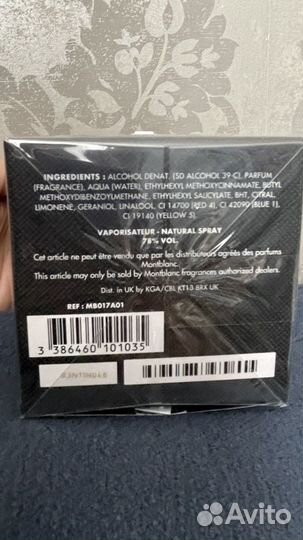 INGREDIENTS : ALCOHOL DENAT. (SD ALCOHOL 39-C), PARFUM
(FRAGRANCE), AQUA (WATER), ETHYLHEXYL METHOXYCINNAMATE, BUTYL
METHOXYDIBENZOYLMETHANE, ETHYLHEXYL SALICYLATE, BHT, CITRAL,
LIMONENE, GERANIOL, LINALOOL, CI 14700 (RED 4), CI 42090 (BLUE 1),
CI 19140 (YELLOW 5)
VAPORISATEUR - NATURAL SPRAY
78% VOL.
Cet article ne peut être vendu que par les distributeurs agréés des parfums
Montblanc.
This article may only be sold by Montblanc fragrances authorized dealers.
Dist. in UK by KGA/CBL KT13 8RX UK
REF : MB017A01
3 386460 101035
Avito